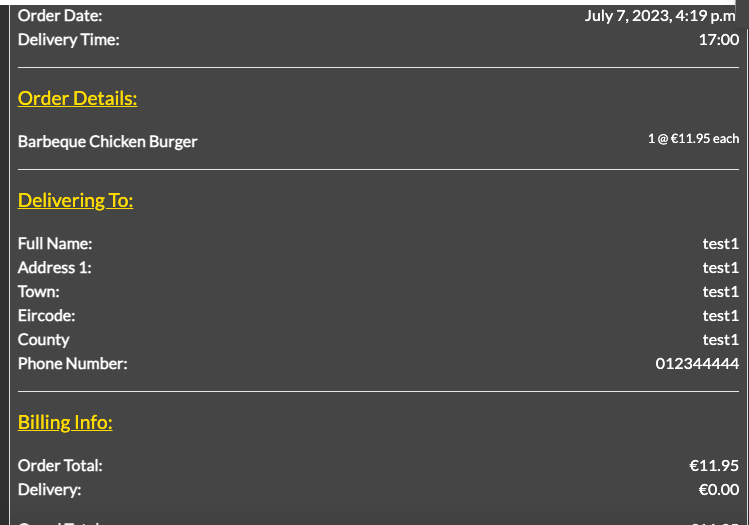 Order Date: July 7, 2023, 4:19 p.m
Delivery Time: 17:00
Order Details:
Barbeque Chicken Burger 1 @ €11.95 each
Delivering To:
Full Name: test1
Address 1: test1
Town: test1
Eircode: test1
County test1
Phone Number: 012344444
Billing Info:
Order Total: €11.95
Delivery: €0.00